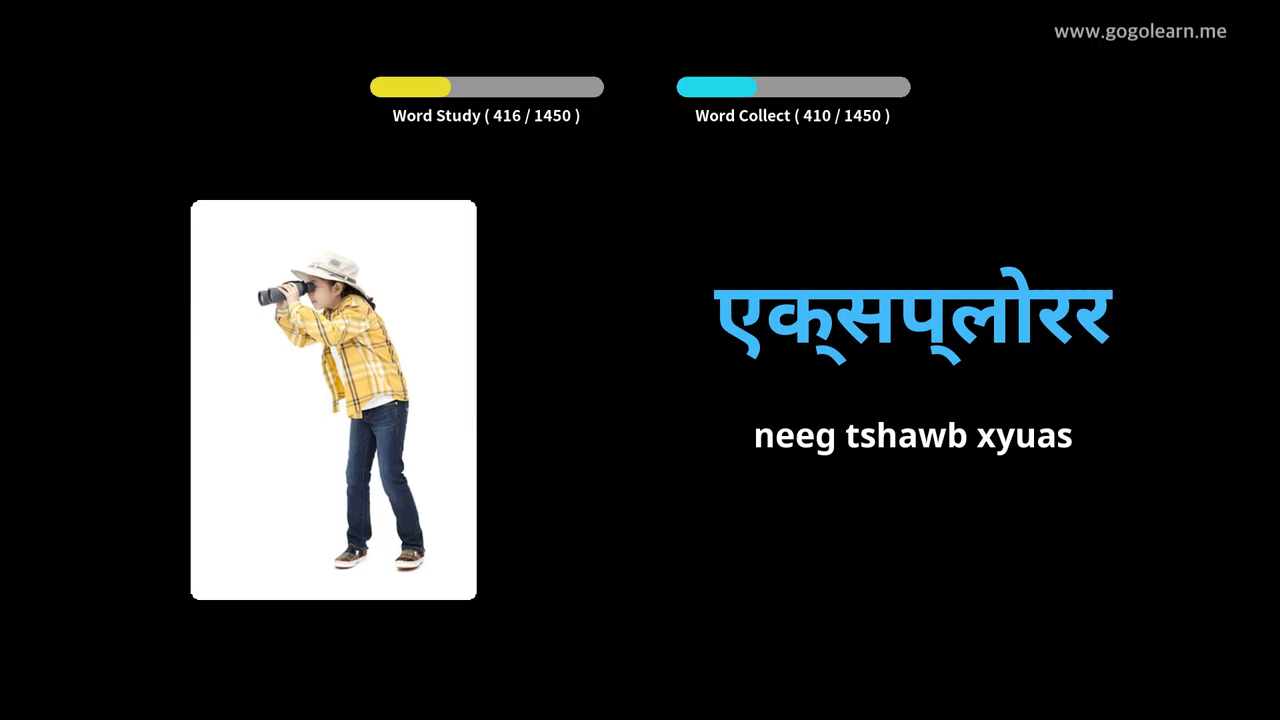 www.gogolearn.me
Word Study ( 416 / 1450 )
Word Collect ( 410 / 1450 )
एक्‌सप्‌लोरर
neeg tshawb xyuas